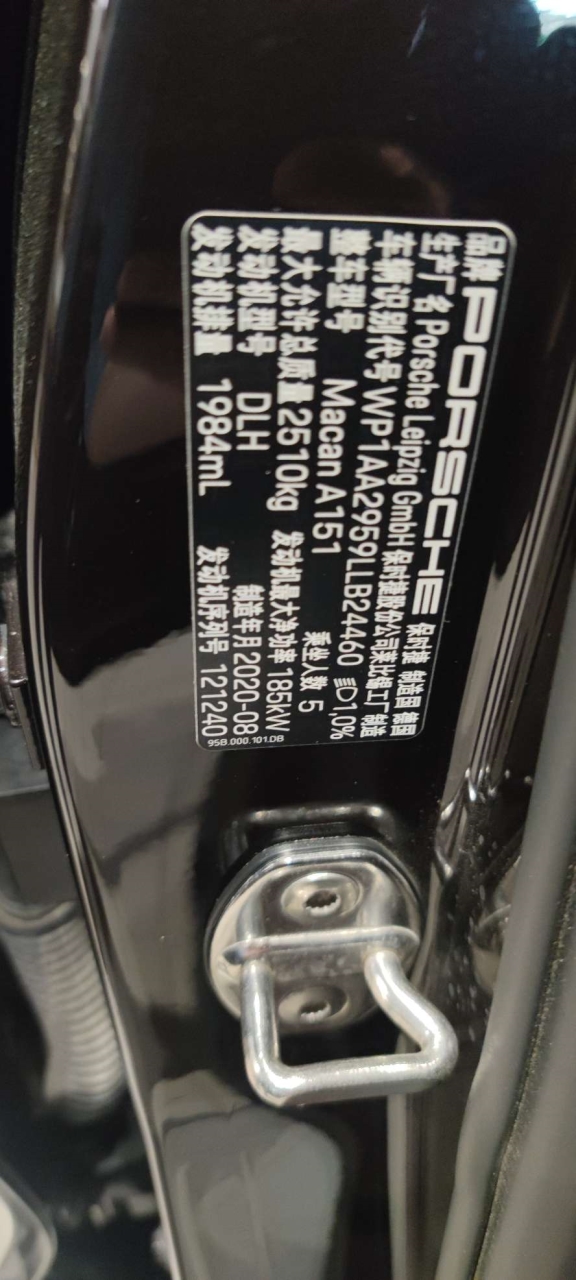 品牌 PORSCHE 保时捷 制造国 德国
生产厂名 Porsche Leipzig GmbH 保时捷股份公司莱比锡工厂制造
车辆识别代号 WP1AA2959LLB24460 1,0%
整车型号 Macan A151 乘坐人数 5
最大允许总质量 2510kg 发动机最大净功率 185kW
发动机型号 DLH 制造年月 2020-08
发动机排量 1984mL 发动机序列号 121240
95B.000.101.DB